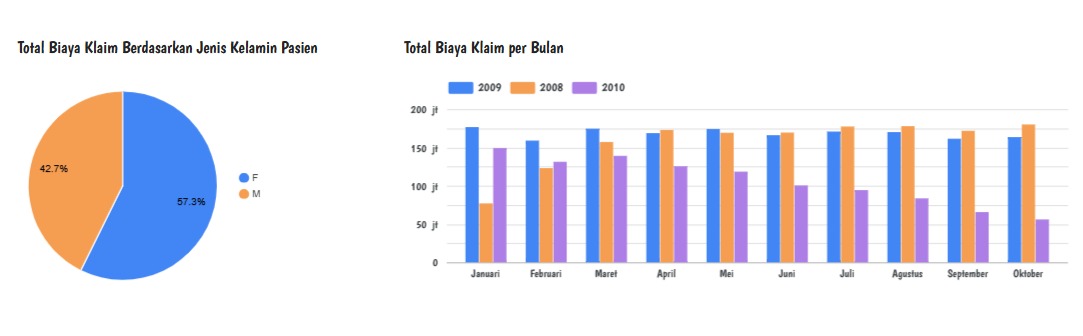 Total Biaya Klaim Berdasarkan Jenis Kelamin Pasien
42.7%
57.3%
F
M
Total Biaya Klaim per Bulan
2009 2008 2010
200 jt
150 jt
100 jt
50 jt
0
Januari Februari Maret April Mei Juni Juli Agustus September Oktober